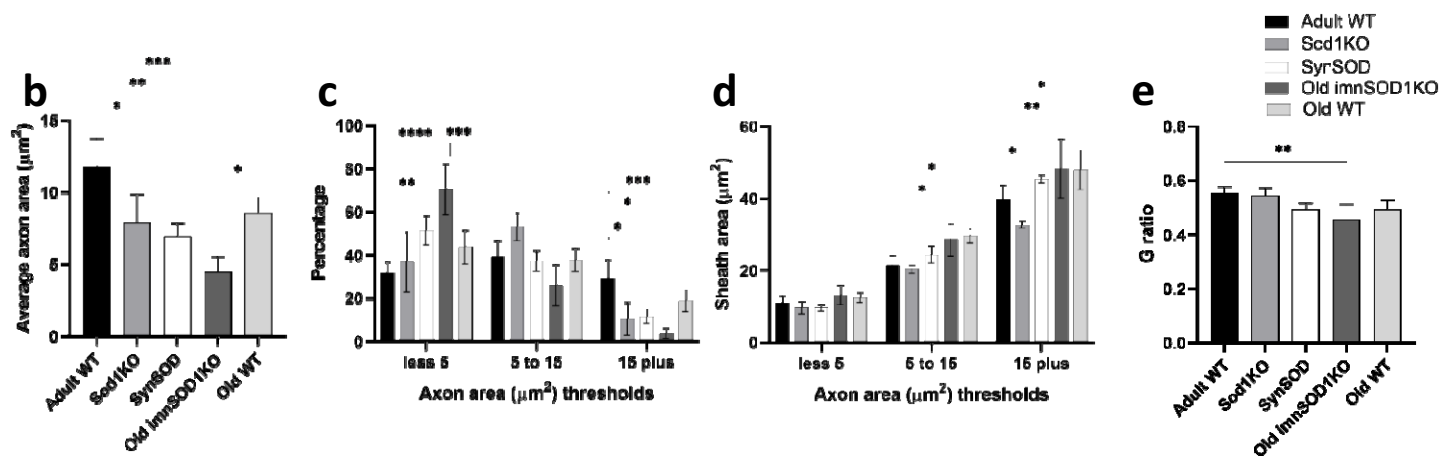 Adult WT
Scd1KO
SynSOD
Old imnSOD1KO
Old WT
b
***
**
*
*
Average axon area (μm²)
15
10
5
0
Adult WT
Sod1KO
SynSOD
Old imnSOD1KO
Old WT
c
****
***
**
***
*
*
Percentage
100
80
60
40
20
0
less 5
5 to 15
15 plus
Axon area (μm²) thresholds
d
*
**
*
*
*
Sheath area (μm²)
60
40
20
0
less 5
5 to 15
15 plus
Axon area (μm²) thresholds
e
**
G ratio
0.8
0.6
0.4
0.2
0.0
Adult WT
Sod1KO
SynSOD
Old imnSOD1KO
Old WT